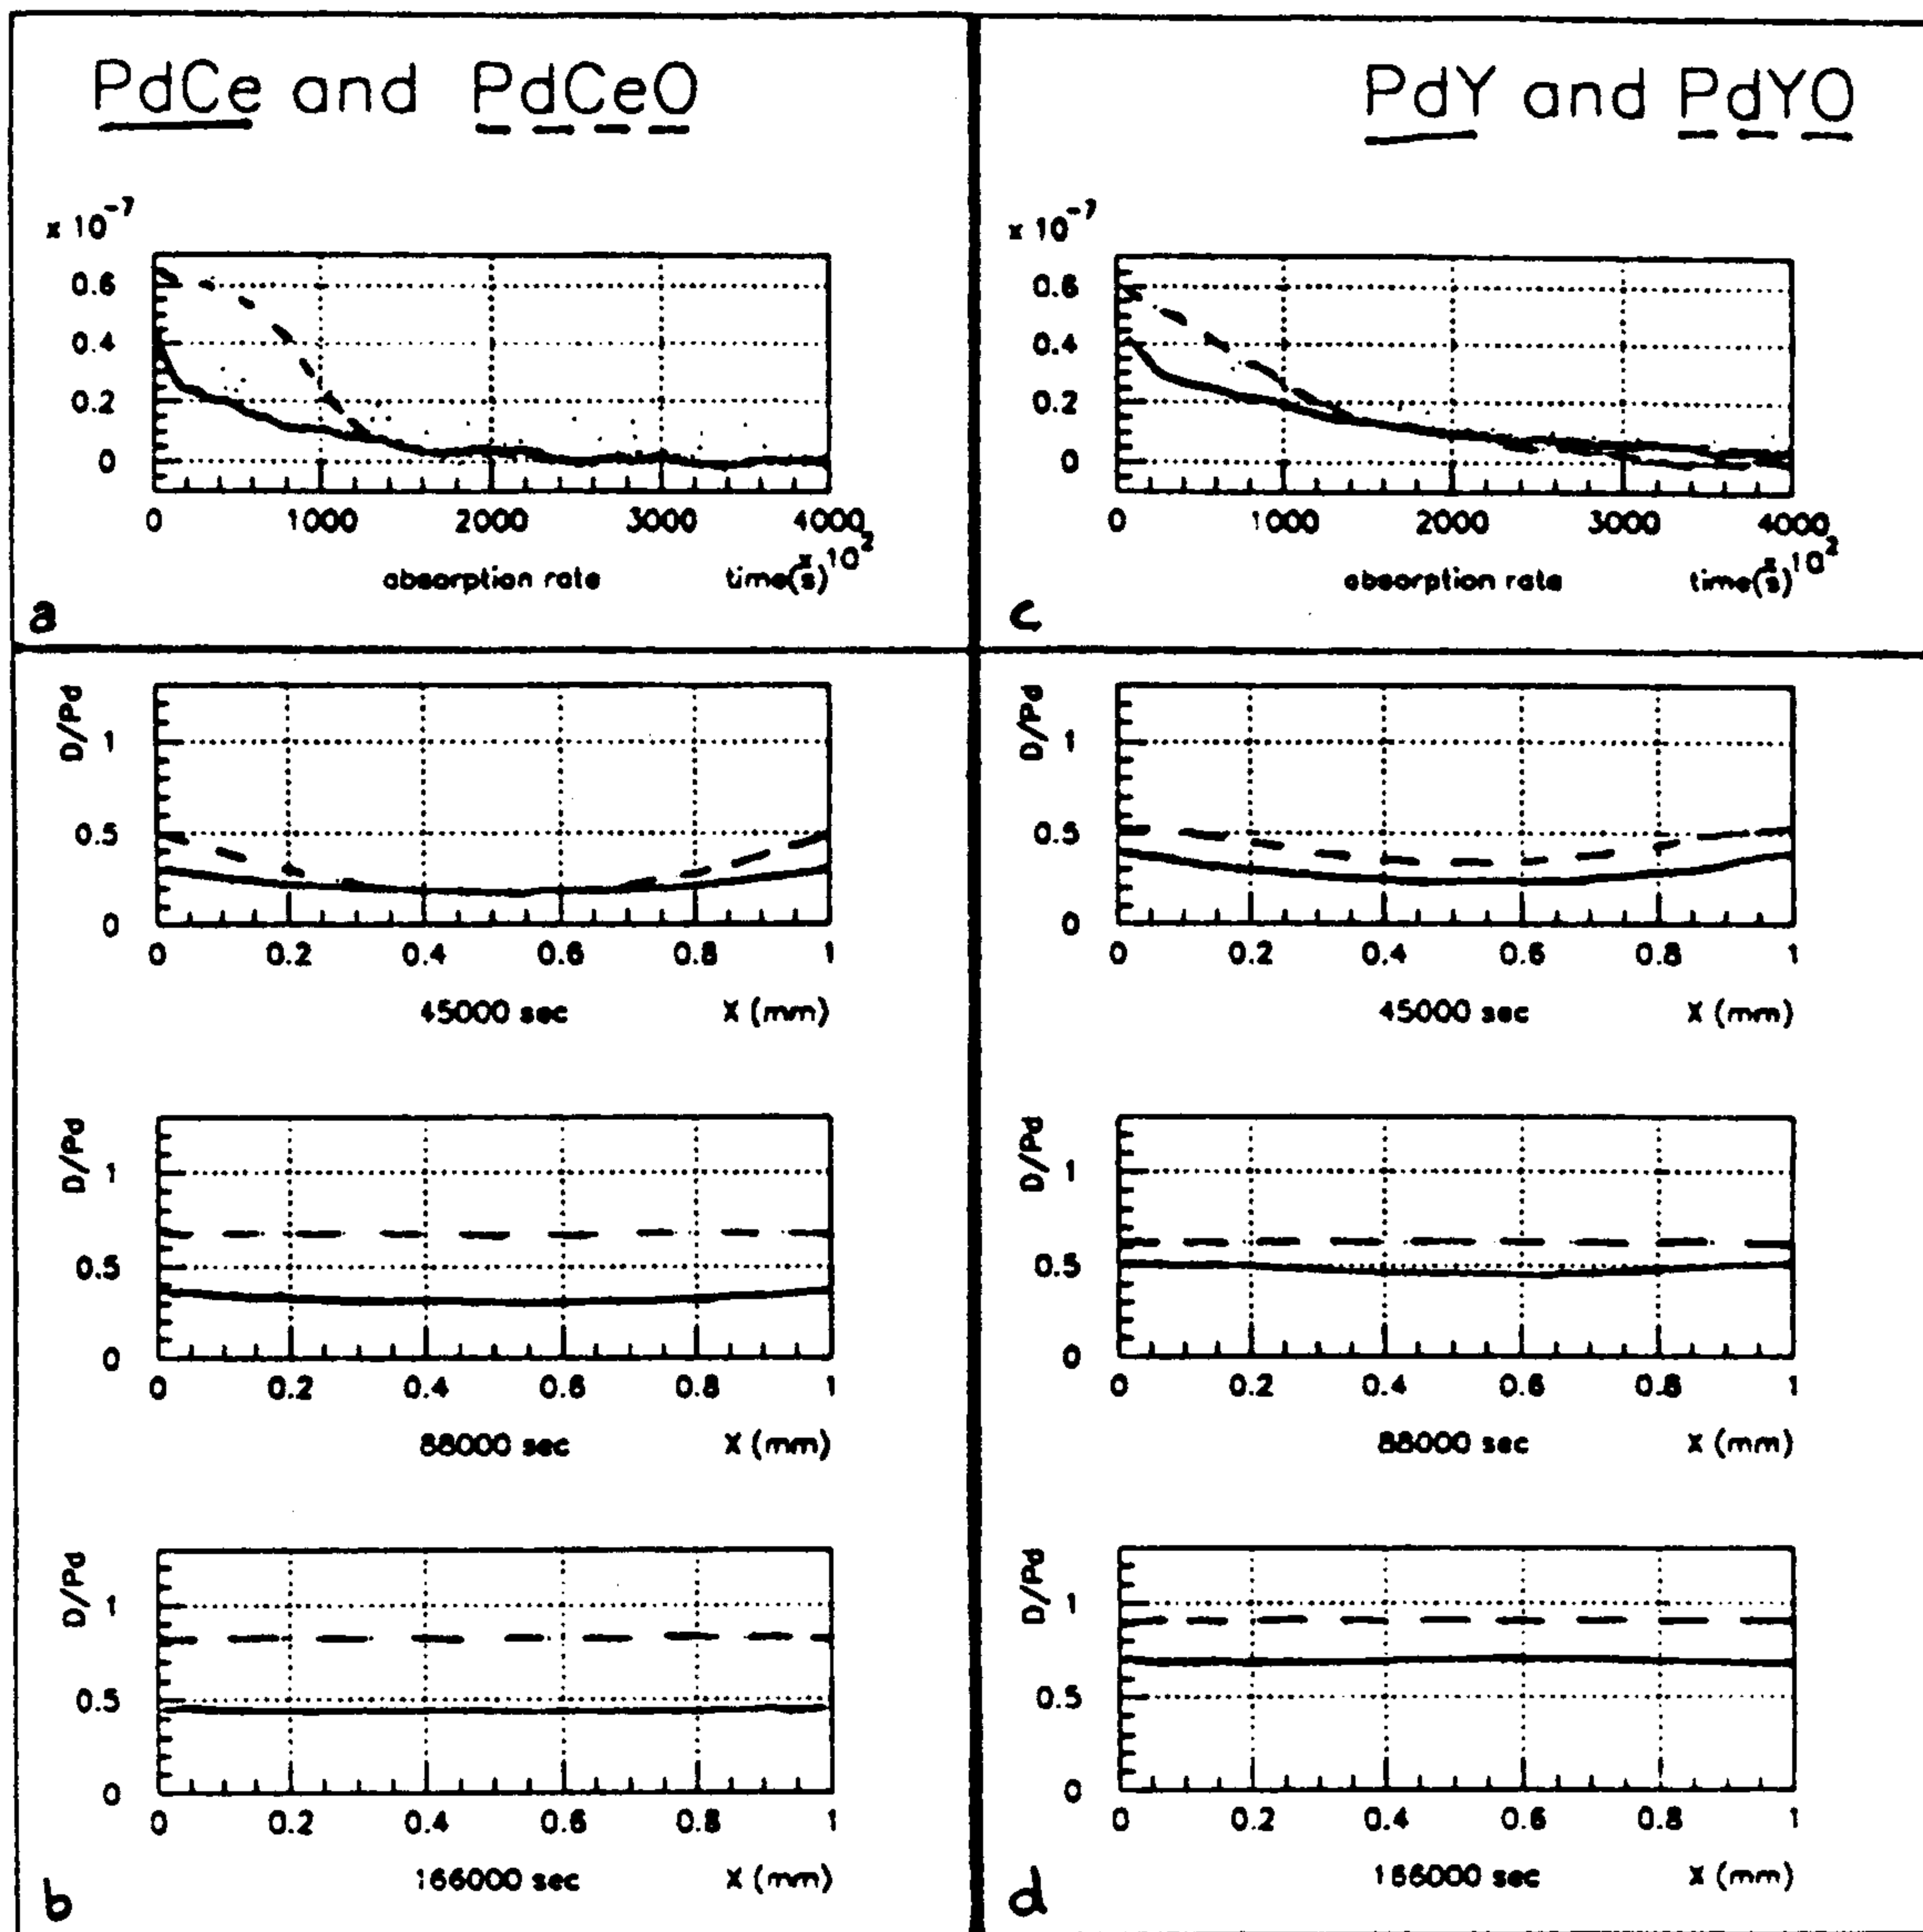 PdCe and PdCeO
x 10^-7
0.6
0.4
0.2
0
0 1000 2000 3000 4000
x 10^2
absorption rate time(s)
a
D/Pd
1
0.5
0
0 0.2 0.4 0.6 0.8 1
45000 sec X (mm)
D/Pd
1
0.5
0
0 0.2 0.4 0.6 0.8 1
88000 sec X (mm)
D/Pd
1
0.5
0
0 0.2 0.4 0.6 0.8 1
166000 sec X (mm)
b
PdY and PdYO
x 10^-7
0.6
0.4
0.2
0
0 1000 2000 3000 4000
x 10^2
absorption rate time(s)
c
D/Pd
1
0.5
0
0 0.2 0.4 0.6 0.8 1
45000 sec X (mm)
D/Pd
1
0.5
0
0 0.2 0.4 0.6 0.8 1
88000 sec X (mm)
D/Pd
1
0.5
0
0 0.2 0.4 0.6 0.8 1
166000 sec X (mm)
d